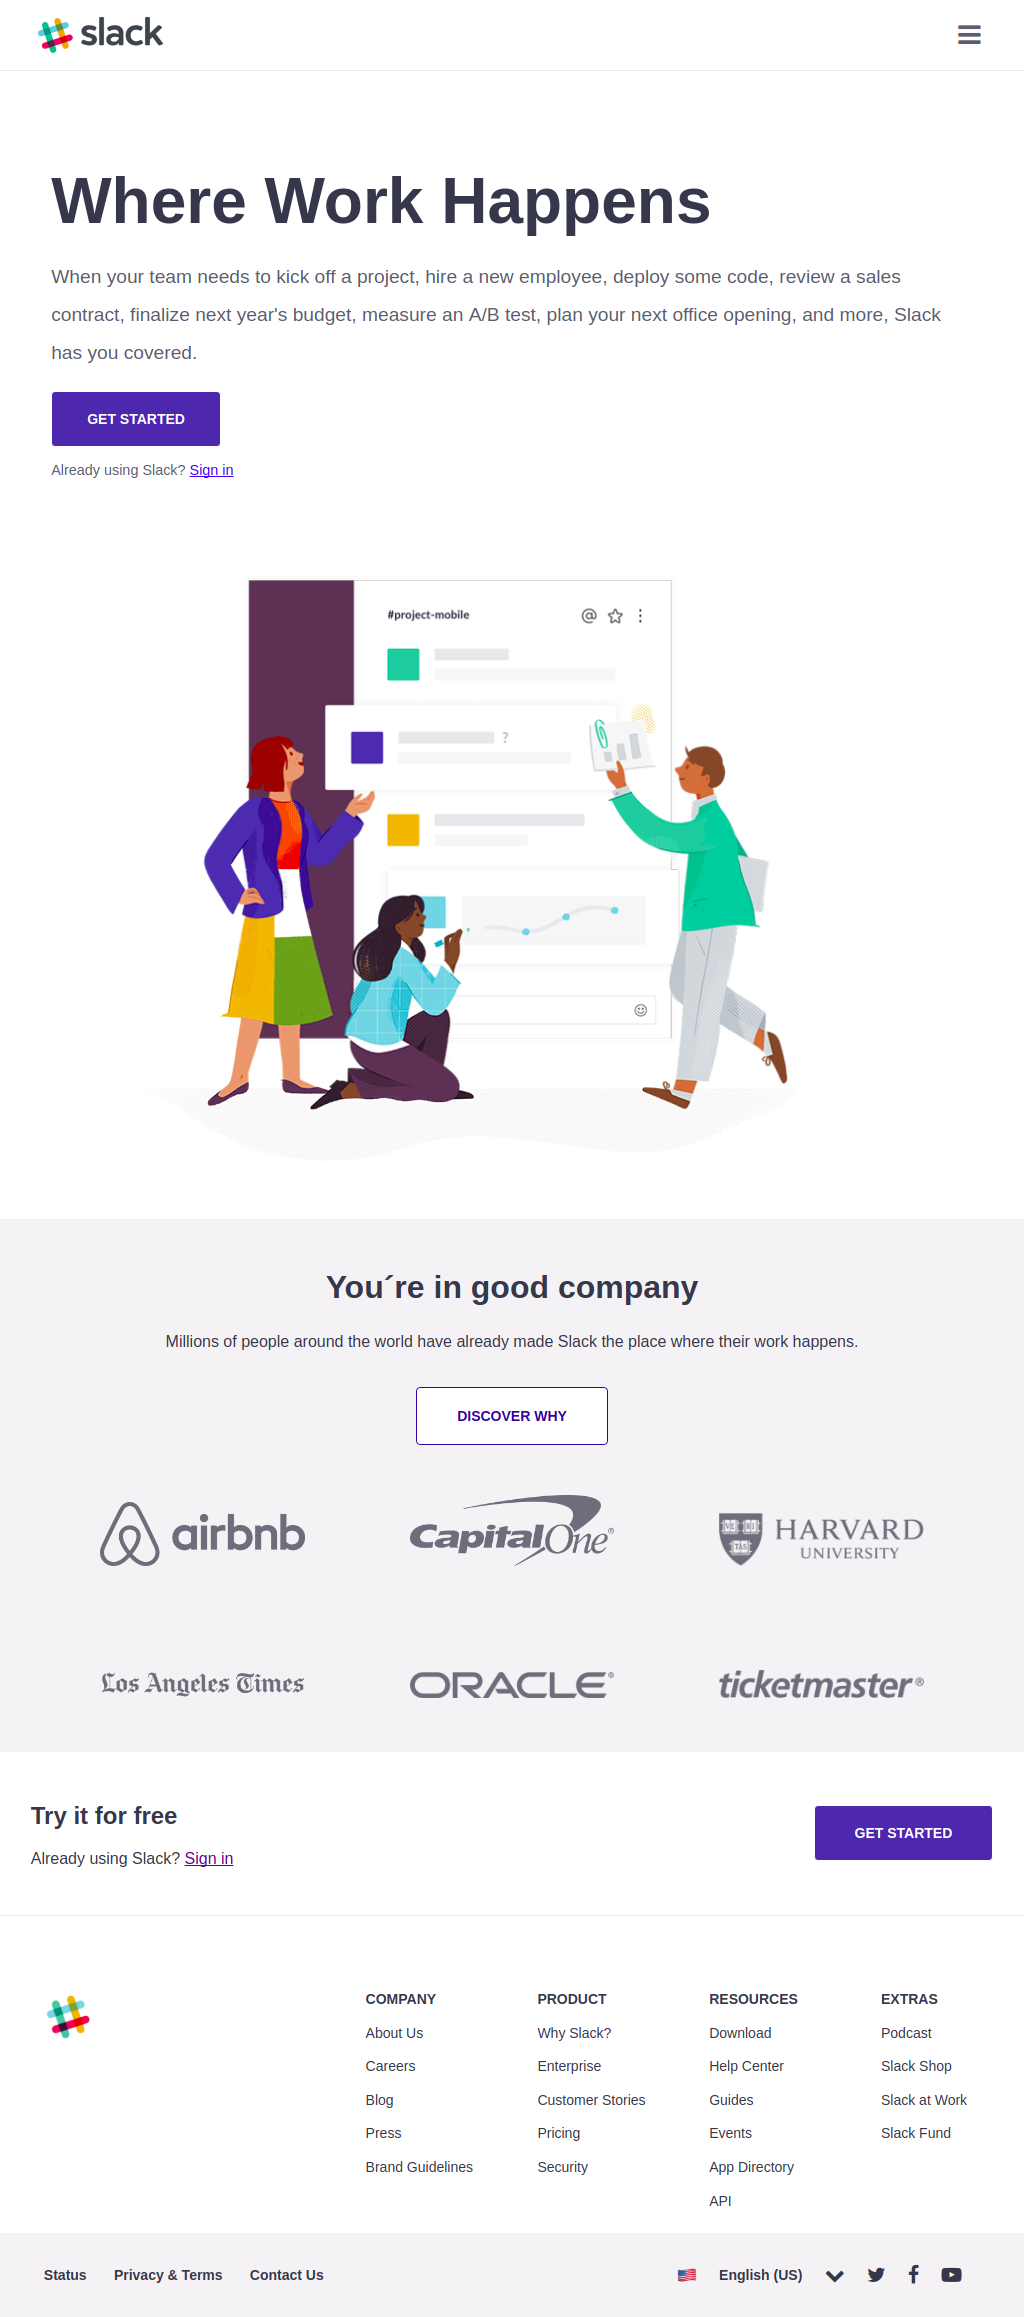 slack
Where Work Happens
When your team needs to kick off a project, hire a new employee, deploy some code, review a sales
contract, finalize next year's budget, measure an A/B test, plan your next office opening, and more, Slack
has you covered.
GET STARTED
Already using Slack? Sign in
#project-mobile
?
You´re in good company
Millions of people around the world have already made Slack the place where their work happens.
DISCOVER WHY
airbnb
Capital One®
HARVARD
UNIVERSITY
VE RI TAS
Los Angeles Times
ORACLE®
ticketmaster®
Try it for free
Already using Slack? Sign in
GET STARTED
COMPANY
About Us
Careers
Blog
Press
Brand Guidelines
PRODUCT
Why Slack?
Enterprise
Customer Stories
Pricing
Security
RESOURCES
Download
Help Center
Guides
Events
App Directory
API
EXTRAS
Podcast
Slack Shop
Slack at Work
Slack Fund
Status
Privacy & Terms
Contact Us
English (US)